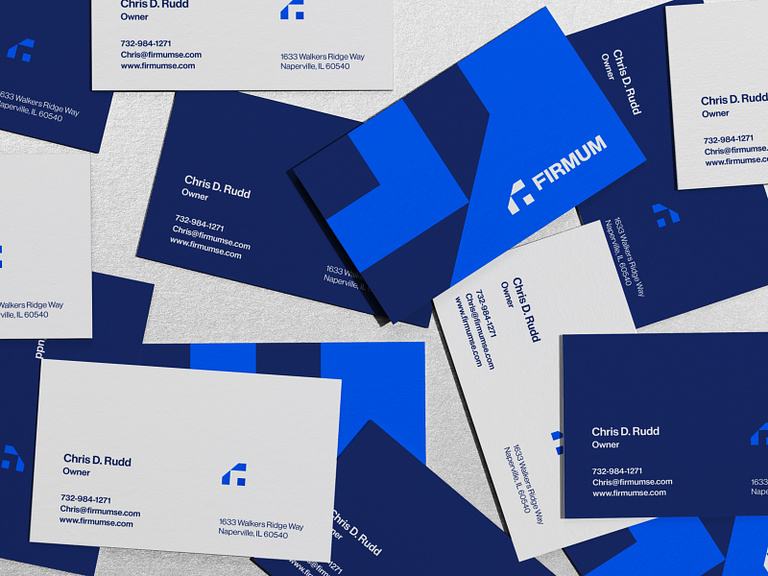 Chris D. Rudd
Owner
732-984-1271
Chris@firmumse.com
www.firmumse.com
1633 Walkers Ridge Way
Naperville, IL 60540
1633 Walkers Ridge Way
Naperville, IL 60540
Chris D. Rudd
Owner
732-984-1271
Chris@firmumse.com
www.firmumse.com
1633 Wa
Naperville, IL
FIRMUM
Chris D. Rudd
Owner
1633 Walkers Ridge Way
Naperville, IL 60540
Chris D. Rudd
Owner
732-984-1271
Chris@firmumse
www.firmumse.co
Walkers Ridge Way
Naperville, IL 60540
Chris D. Rudd
Owner
732-984-1271
Chris@firmumse.com
www.firmumse.com
1633 Walkers Ridge Way
Naperville, IL 60540
Chris D. Rudd
Owner
732-984-1271
Chris@firmumse.com
www.firmumse.com
1633
Nape
Chris D. Rudd
Owner
732-984-1271
Chris@firmumse.com
www.firmumse.com
1633 Walkers Ridge Way
Naperville, IL 60540
Chris D. Rudd
Owner